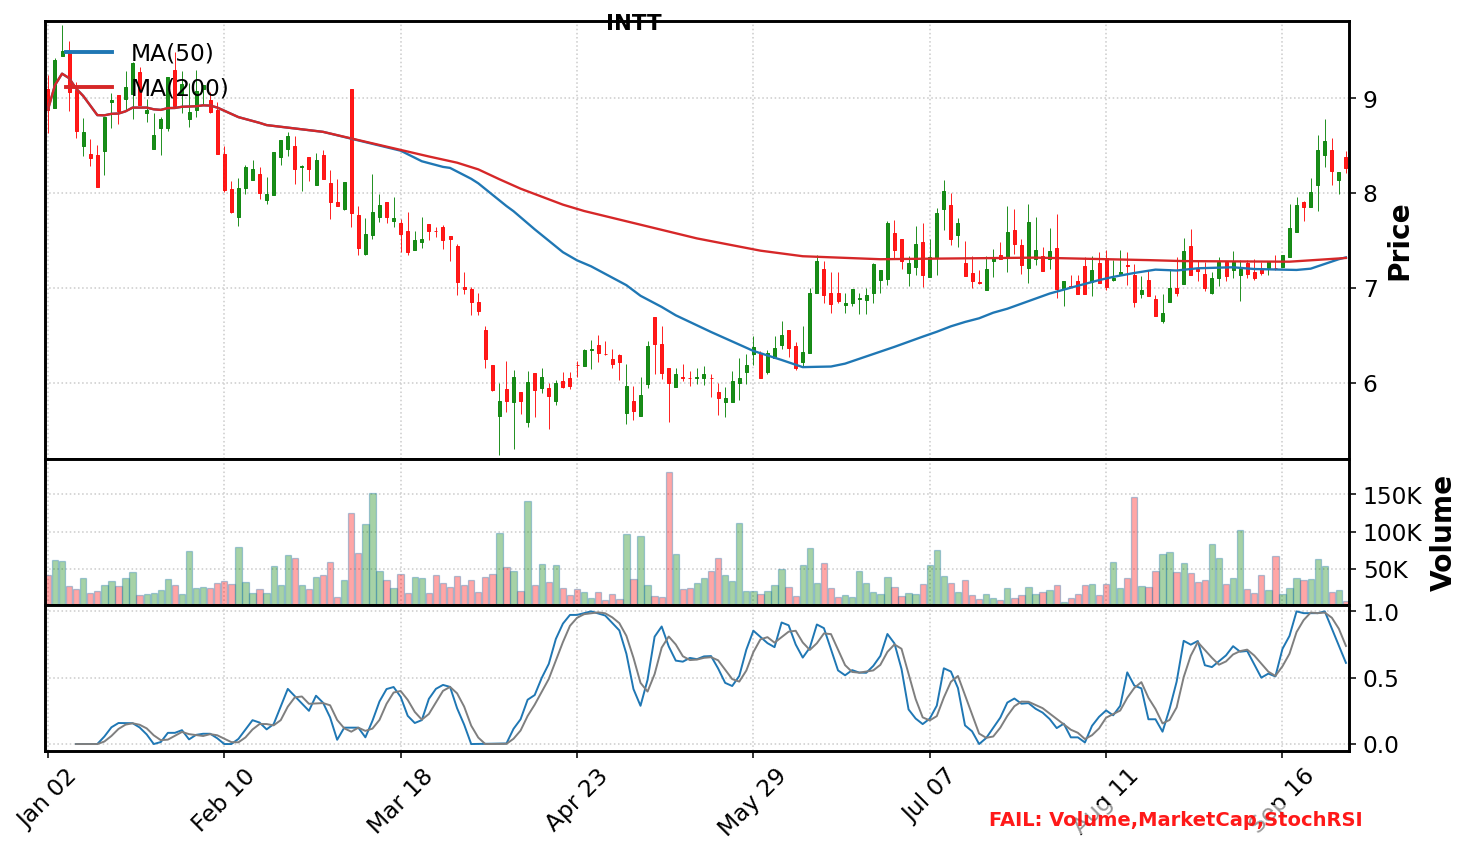 INTT
MA(50)
MA(200)
9
8
7
6
Price
150K
100K
50K
Volume
1.0
0.5
0.0
Jan 02
Feb 10
Mar 18
Apr 23
May 29
Jul 07
Aug 11
Sep 16
FAIL: Volume,MarketCap,StochRSI